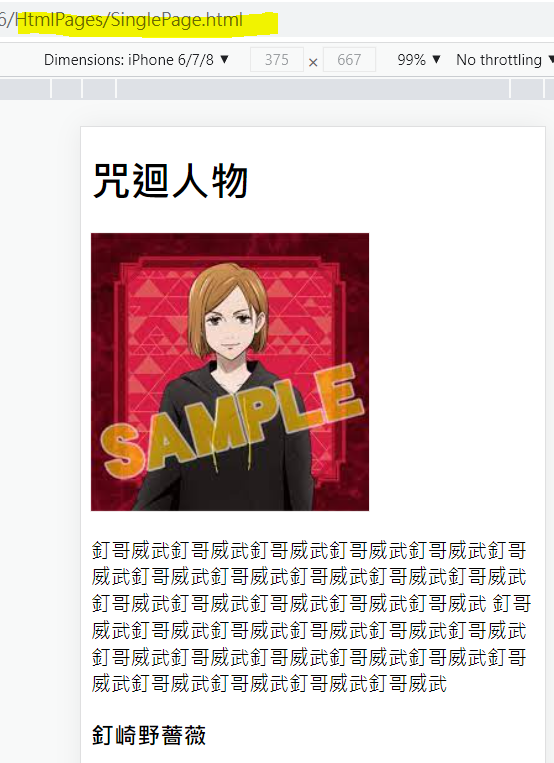 6/HtmlPages/SinglePage.html
Dimensions: iPhone 6/7/8 ▼ 375 × 667 99% ▼ No throttling ▼
咒迴人物
SAMPLE
釘哥威武釘哥威武釘哥威武釘哥威武釘哥威武釘哥
威武釘哥威武釘哥威武釘哥威武釘哥威武釘哥威武
釘哥威武釘哥威武釘哥威武釘哥威武釘哥威武 釘哥
威武釘哥威武釘哥威武釘哥威武釘哥威武釘哥威武
釘哥威武釘哥威武釘哥威武釘哥威武釘哥威武釘哥
威武釘哥威武釘哥威武釘哥威武釘哥威武
釘崎野薔薇